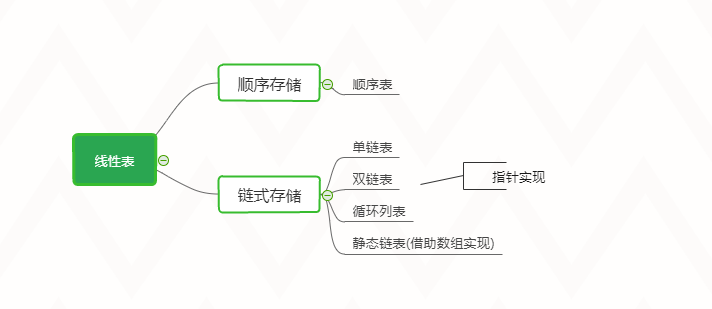 线性表
顺序存储
顺序表
链式存储
单链表
双链表
循环列表
静态链表(借助数组实现)
指针实现